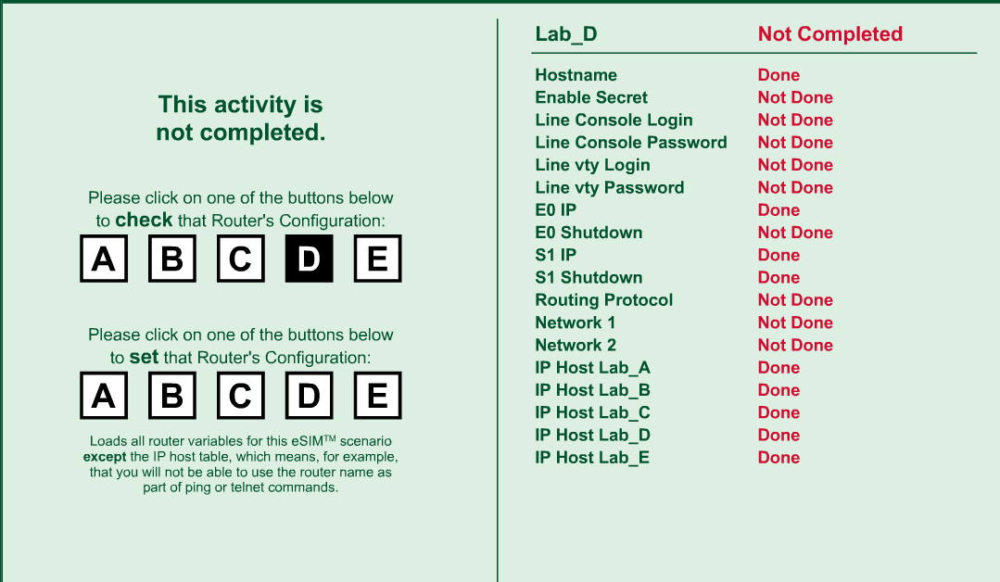 This activity is
not completed.
Please click on one of the buttons below
to check that Router's Configuration:
A B C D E
Please click on one of the buttons below
to set that Router's Configuration:
A B C D E
Loads all router variables for this eSIM™ scenario
except the IP host table, which means, for example,
that you will not be able to use the router name as
part of ping or telnet commands.
Lab_D Not Completed
Hostname Done
Enable Secret Not Done
Line Console Login Not Done
Line Console Password Not Done
Line vty Login Not Done
Line vty Password Not Done
E0 IP Done
E0 Shutdown Not Done
S1 IP Done
S1 Shutdown Done
Routing Protocol Not Done
Network 1 Not Done
Network 2 Not Done
IP Host Lab_A Done
IP Host Lab_B Done
IP Host Lab_C Done
IP Host Lab_D Done
IP Host Lab_E Done